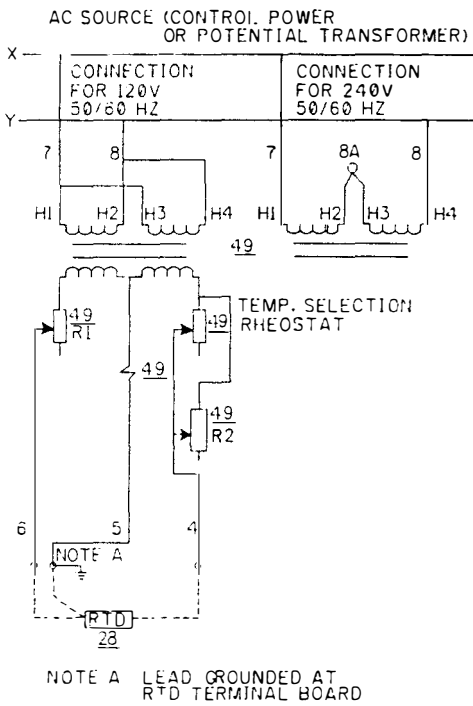 AC SOURCE (CONTROL POWER
OR POTENTIAL TRANSFORMER)
X
CONNECTION
FOR 120V
50/60 HZ
CONNECTION
FOR 240V
50/60 HZ
Y
7
8
7
8A
8
H1
H2
H3
H4
H1
H2
H3
H4
49
49
R1
49
TEMP. SELECTION
RHEOSTAT
49
49
R2
6
5
4
NOTE A
RTD
28
NOTE A LEAD GROUNDED AT
RTD TERMINAL BOARD